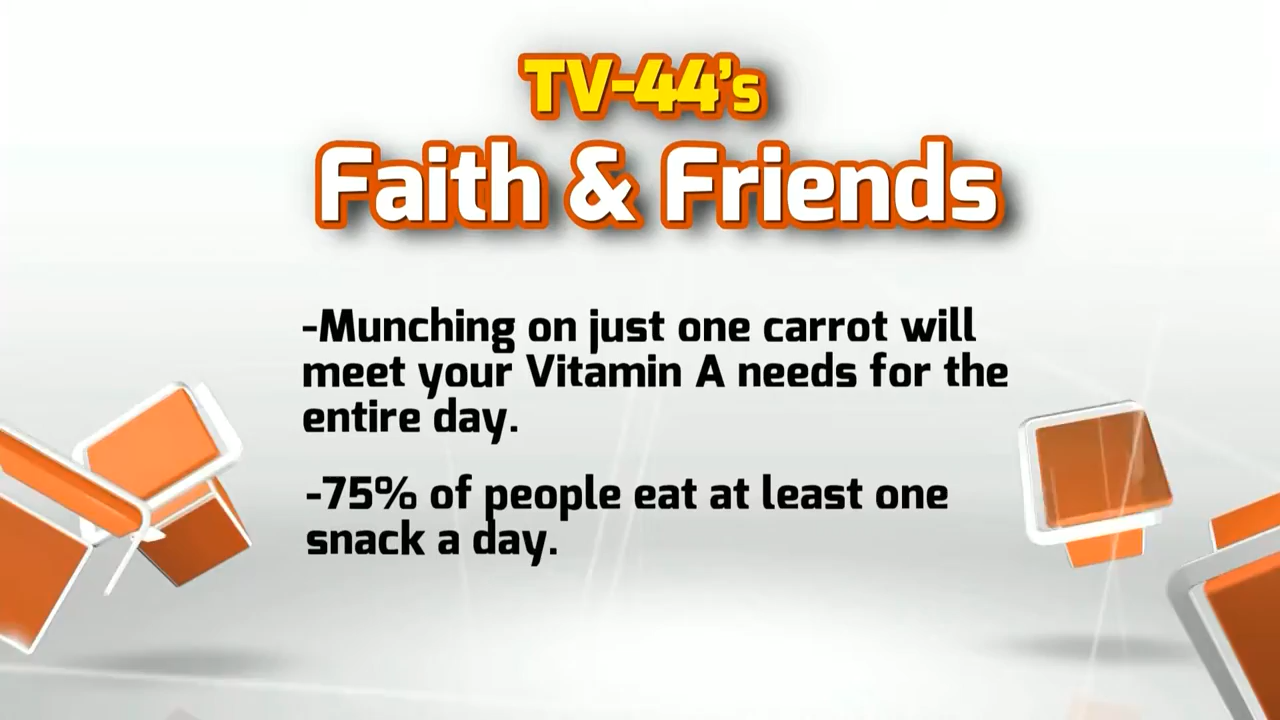 TV-44's
Faith & Friends
-Munching on just one carrot will
meet your Vitamin A needs for the
entire day.
-75% of people eat at least one
snack a day.